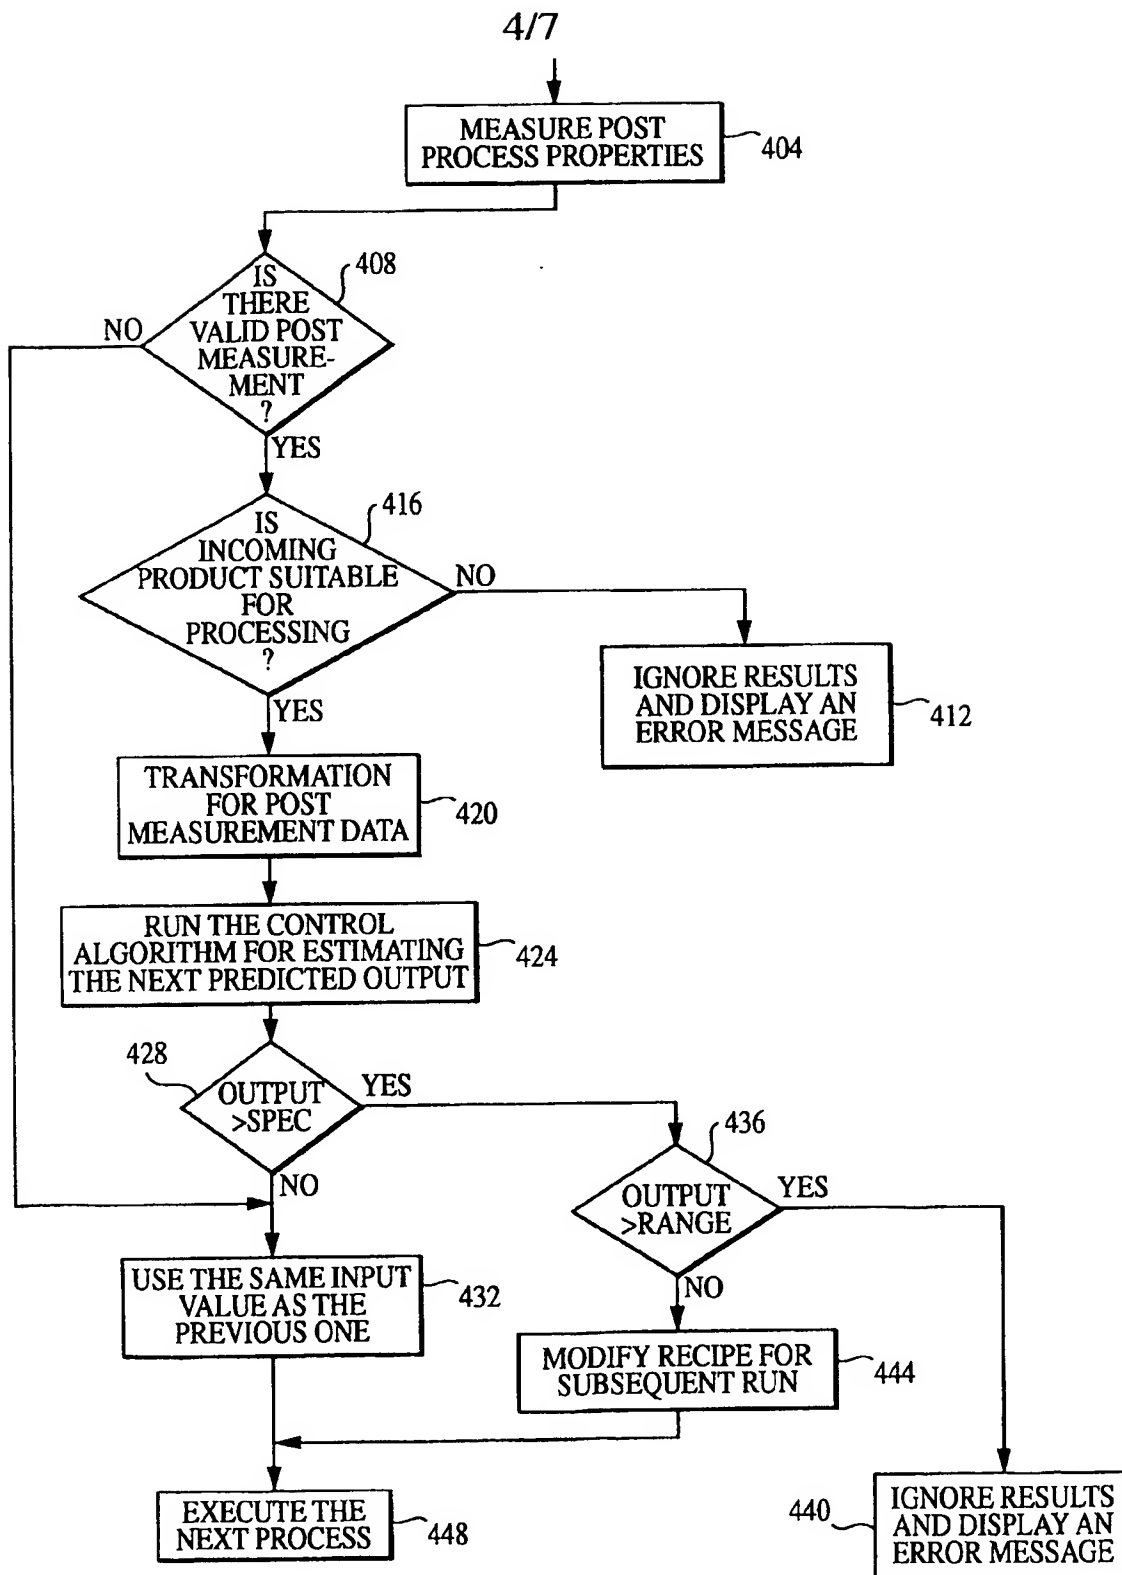 4/7
MEASURE POST
PROCESS PROPERTIES
404
IS
THERE
VALID POST
MEASURE-
MENT
?
408
NO
YES
IS
INCOMING
PRODUCT SUITABLE
FOR
PROCESSING
?
416
NO
YES
IGNORE RESULTS
AND DISPLAY AN
ERROR MESSAGE
412
TRANSFORMATION
FOR POST
MEASUREMENT DATA
420
RUN THE CONTROL
ALGORITHM FOR ESTIMATING
THE NEXT PREDICTED OUTPUT
424
428
OUTPUT
>SPEC
YES
NO
436
OUTPUT
>RANGE
YES
NO
USE THE SAME INPUT
VALUE AS THE
PREVIOUS ONE
432
MODIFY RECIPE FOR
SUBSEQUENT RUN
444
EXECUTE THE
NEXT PROCESS
448
440
IGNORE RESULTS
AND DISPLAY AN
ERROR MESSAGE